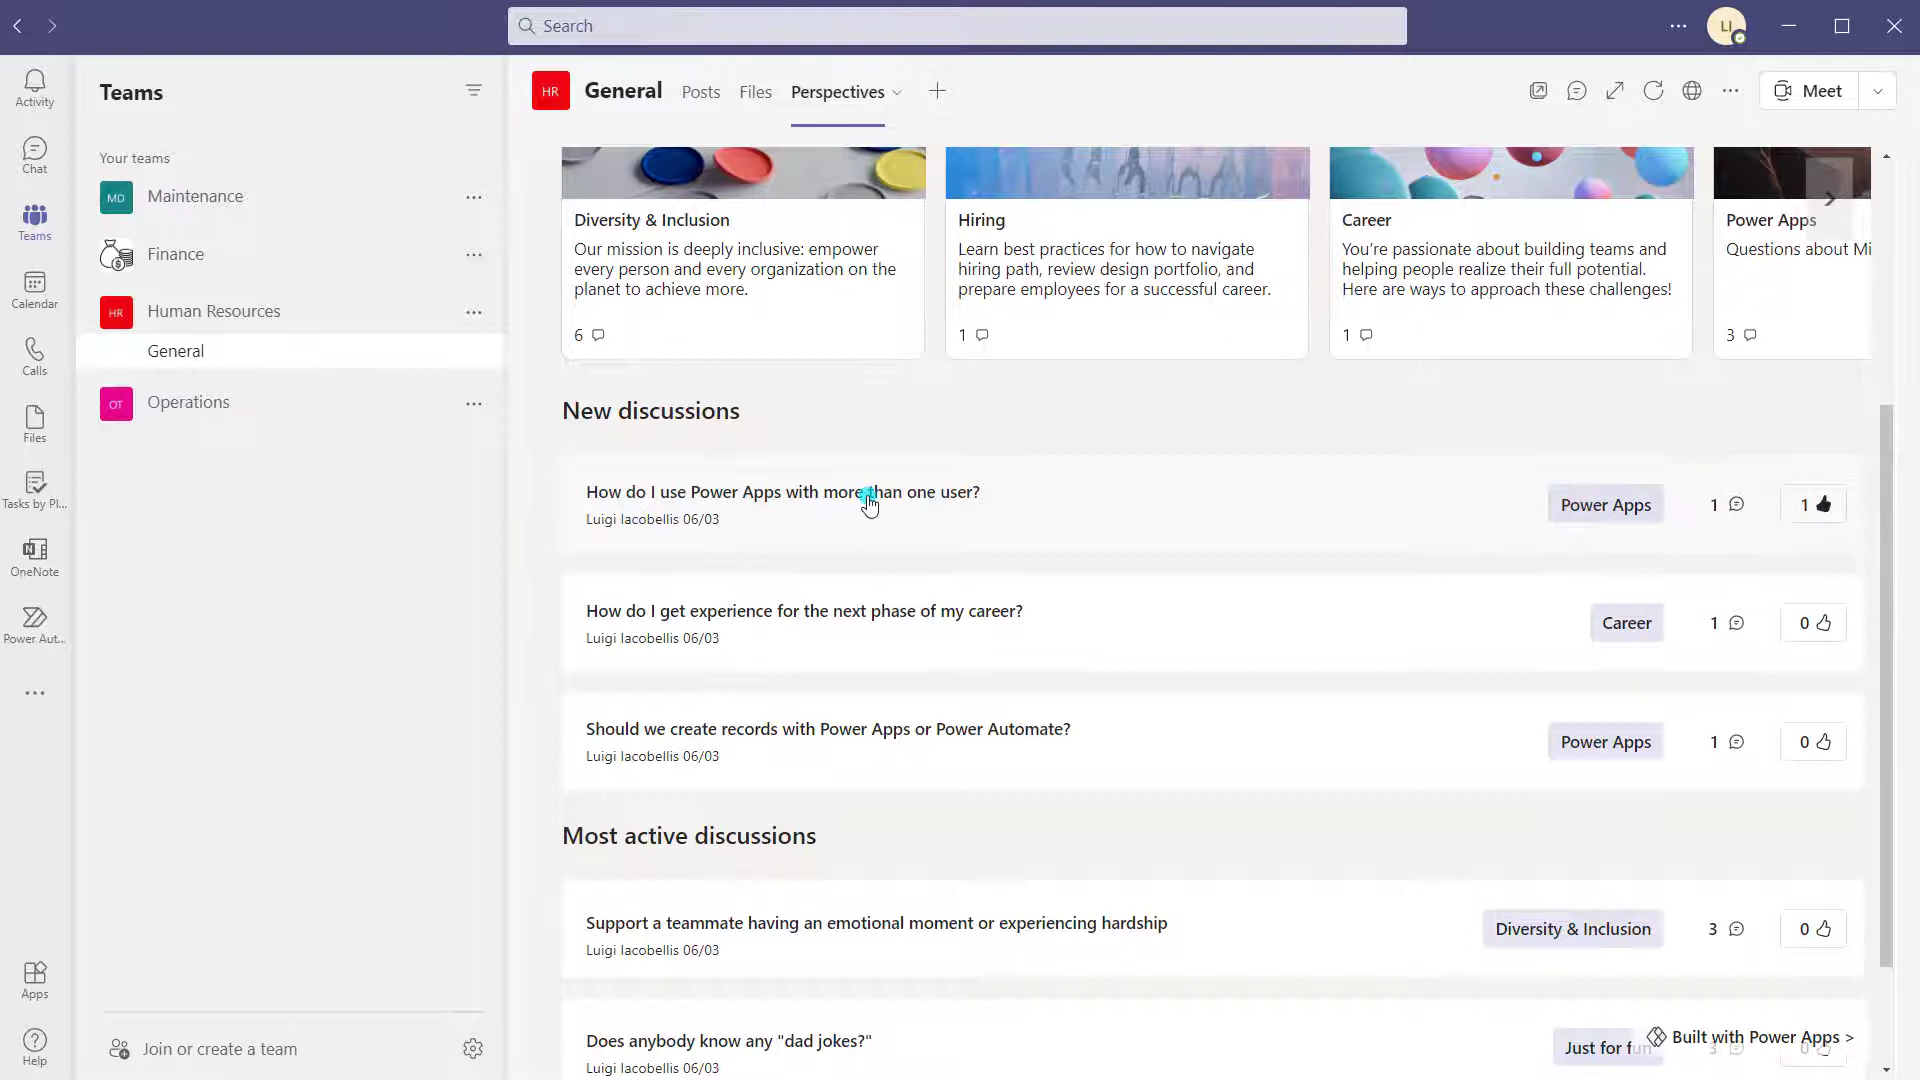 Search
LI
Activity
Chat
Teams
Calendar
Calls
Files
Tasks by Pl...
OneNote
Power Aut...
Apps
Help
Teams
Your teams
MD Maintenance
Finance
HR Human Resources
General
OT Operations
Join or create a team
HR General Posts Files Perspectives
Meet
Diversity & Inclusion
Our mission is deeply inclusive: empower
every person and every organization on the
planet to achieve more.
6
Hiring
Learn best practices for how to navigate
hiring path, review design portfolio, and
prepare employees for a successful career.
1
Career
You're passionate about building teams and
helping people realize their full potential.
Here are ways to approach these challenges!
1
Power Apps
Questions about Mi
3
New discussions
How do I use Power Apps with more than one user?
Luigi Iacobellis 06/03
Power Apps 1 1
How do I get experience for the next phase of my career?
Luigi Iacobellis 06/03
Career 1 0
Should we create records with Power Apps or Power Automate?
Luigi Iacobellis 06/03
Power Apps 1 0
Most active discussions
Support a teammate having an emotional moment or experiencing hardship
Luigi Iacobellis 06/03
Diversity & Inclusion 3 0
Does anybody know any "dad jokes?"
Luigi Iacobellis 06/03
Just for fun 3 0
Built with Power Apps >